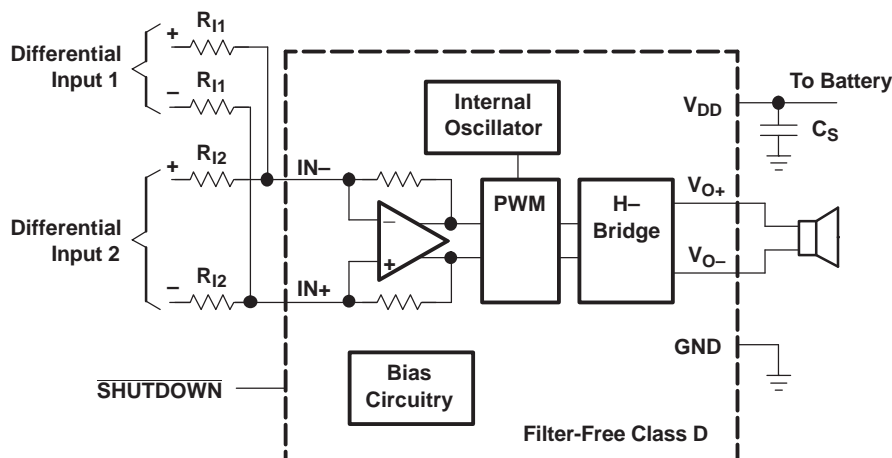 Differential
Input 1
+
R_I1
−
R_I1
Differential
Input 2
+
R_I2
−
R_I2
IN−
IN+
SHUTDOWN
Internal
Oscillator
−
+
PWM
H−
Bridge
Bias
Circuitry
V_DD
To Battery
C_S
V_O+
V_O−
GND
Filter-Free Class D